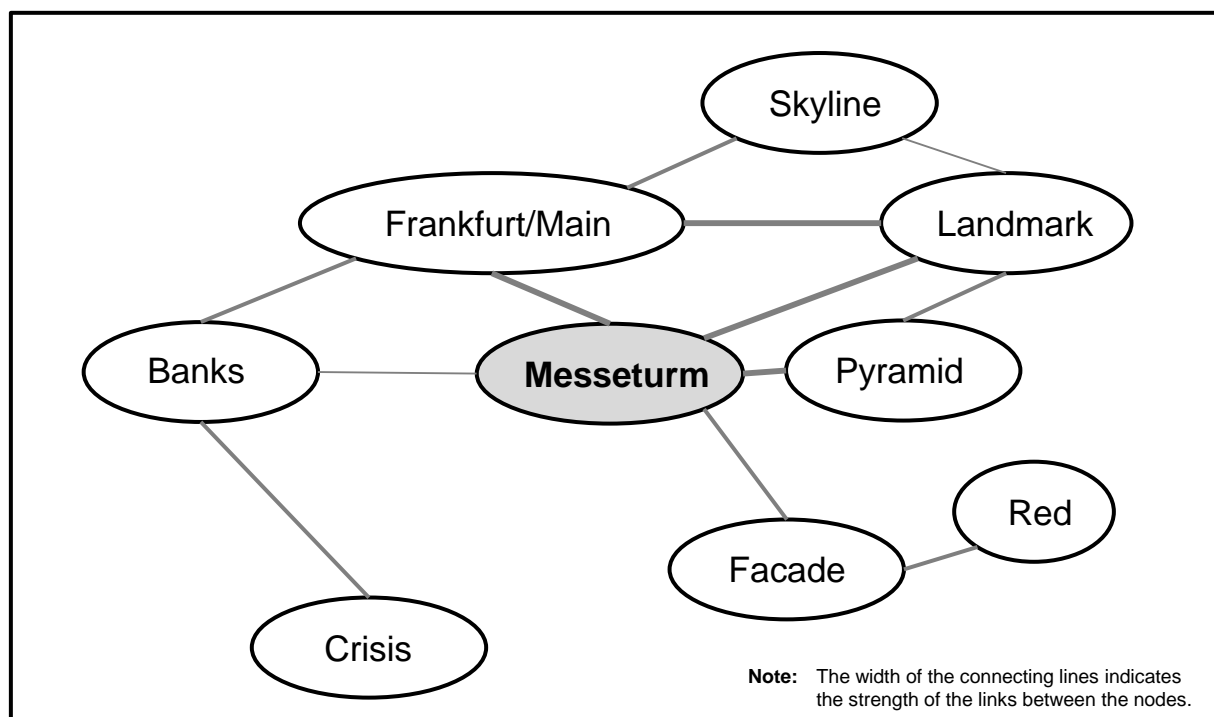 Skyline
Frankfurt/Main
Landmark
Banks
Messeturm
Pyramid
Red
Facade
Crisis
Note: The width of the connecting lines indicates
the strength of the links between the nodes.